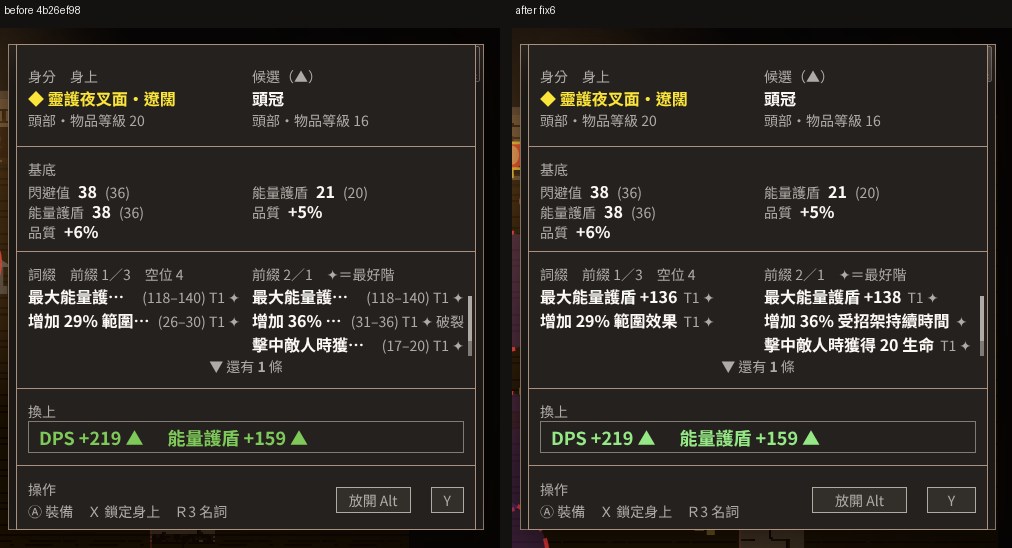 before 4b26ef98
身分 身上 候選（▲）
◆ 靈護夜叉面・遼闊 頭冠
頭部・物品等級 20 頭部・物品等級 16
基底
閃避值 38 (36) 能量護盾 21 (20)
能量護盾 38 (36) 品質 +5%
品質 +6%
詞綴 前綴 1／3 空位 4 前綴 2／1 ✦＝最好階
最大能量護… (118–140) T1 ✦ 最大能量護… (118–140) T1 ✦
增加 29% 範圍… (26–30) T1 ✦ 增加 36% … (31–36) T1 ✦ 破裂
擊中敵人時獲… (17–20) T1 ✦
▼ 還有 1 條
換上
DPS +219 ▲ 能量護盾 +159 ▲
操作
Ⓐ 裝備 X 鎖定身上 R3 名詞
放開 Alt Y
after fix6
身分 身上 候選（▲）
◆ 靈護夜叉面・遼闊 頭冠
頭部・物品等級 20 頭部・物品等級 16
基底
閃避值 38 (36) 能量護盾 21 (20)
能量護盾 38 (36) 品質 +5%
品質 +6%
詞綴 前綴 1／3 空位 4 前綴 2／1 ✦＝最好階
最大能量護盾 +136 T1 ✦ 最大能量護盾 +138 T1 ✦
增加 29% 範圍效果 T1 ✦ 增加 36% 受招架持續時間 ✦
擊中敵人時獲得 20 生命 T1 ✦
▼ 還有 1 條
換上
DPS +219 ▲ 能量護盾 +159 ▲
操作
Ⓐ 裝備 X 鎖定身上 R3 名詞
放開 Alt Y